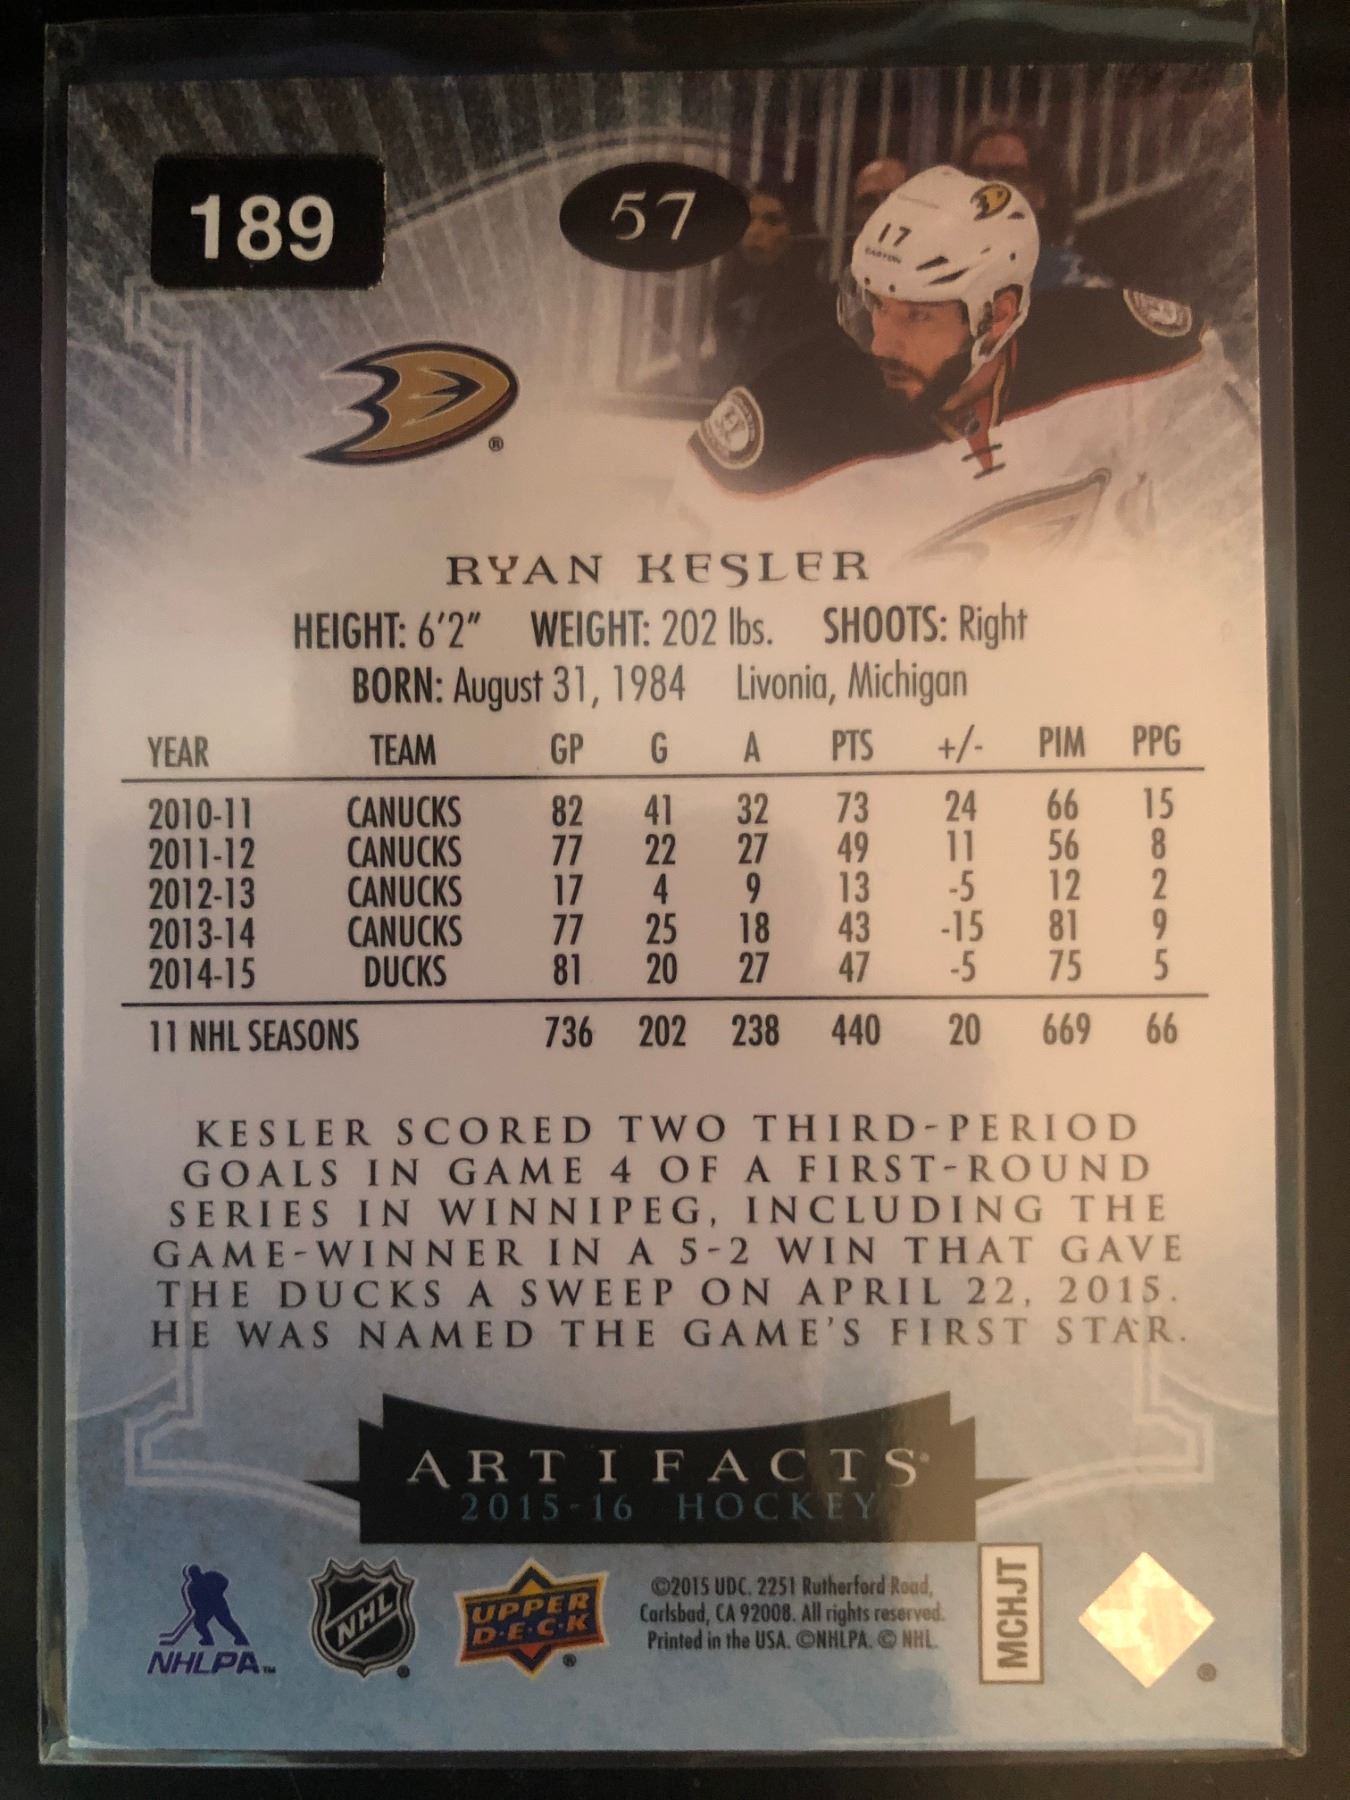 189
57
17
EASTON
RYAN KESLER
HEIGHT: 6'2" WEIGHT: 202 lbs. SHOOTS: Right
BORN: August 31, 1984 Livonia, Michigan
YEAR TEAM GP G A PTS +/- PIM PPG
2010-11 CANUCKS 82 41 32 73 24 66 15
2011-12 CANUCKS 77 22 27 49 11 56 8
2012-13 CANUCKS 17 4 9 13 -5 12 2
2013-14 CANUCKS 77 25 18 43 -15 81 9
2014-15 DUCKS 81 20 27 47 -5 75 5
11 NHL SEASONS 736 202 238 440 20 669 66
KESLER SCORED TWO THIRD-PERIOD
GOALS IN GAME 4 OF A FIRST-ROUND
SERIES IN WINNIPEG, INCLUDING THE
GAME-WINNER IN A 5-2 WIN THAT GAVE
THE DUCKS A SWEEP ON APRIL 22, 2015.
HE WAS NAMED THE GAME'S FIRST STAR.
ARTIFACTS®
2015-16 HOCKEY
NHLPA™
NHL®
UPPER
D·E·C·K®
©2015 UDC. 2251 Rutherford Road,
Carlsbad, CA 92008. All rights reserved.
Printed in the USA. ©NHLPA. © NHL.
MCHJT
®